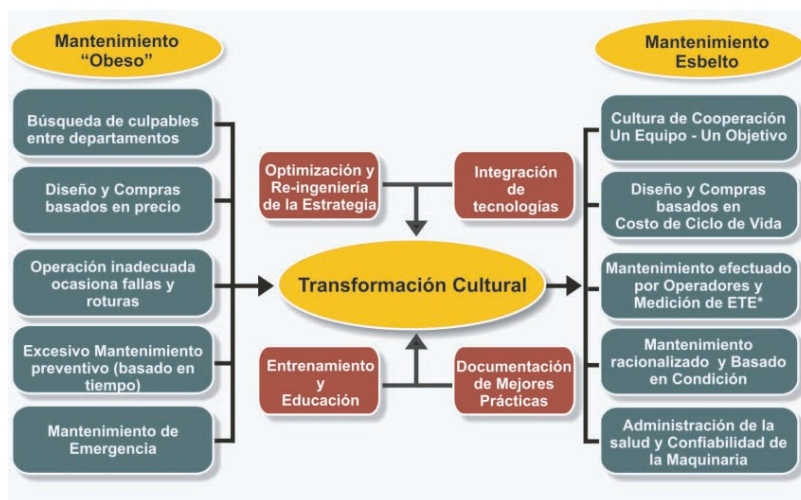 Mantenimiento
“Obeso”
Búsqueda de culpables
entre departamentos
Diseño y Compras
basados en precio
Operación inadecuada
ocasiona fallas y
roturas
Excesivo Mantenimiento
preventivo (basado en
tiempo)
Mantenimiento de
Emergencia
Optimización y
Re-ingeniería
de la Estrategia
Integración
de
tecnologías
Transformación Cultural
Entrenamiento
y
Educación
Documentación
de Mejores
Prácticas
Mantenimiento
Esbelto
Cultura de Cooperación
Un Equipo - Un Objetivo
Diseño y Compras
basados en
Costo de Ciclo de Vida
Mantenimiento efectuado
por Operadores y
Medición de ETE*
Mantenimiento
racionalizado y Basado
en Condición
Administración de la
salud y Confiabilidad de
la Maquinaria